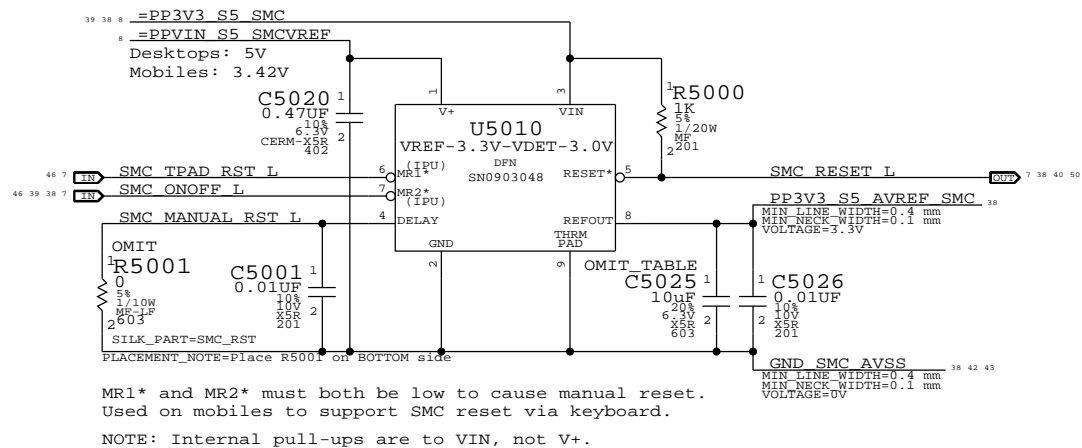 39 38 8 =PP3V3_S5_SMC
8 =PPVIN_S5_SMCVREF
Desktops: 5V
Mobiles: 3.42V
C5020
0.47UF
10%
6.3V
CERM-X5R
402
1
2
1
V+
3
VIN
U5010
VREF-3.3V-VDET-3.0V
DFN
SN0903048
1
R5000
1K
5%
1/20W
MF
201
2
46 7 IN SMC_TPAD_RST_L
6
(IPU)
MR1*
46 39 38 7 IN SMC_ONOFF_L
7
MR2*
(IPU)
RESET*
5
SMC_RESET_L
OUT 7 38 40 50
SMC_MANUAL_RST_L
4
DELAY
REFOUT
8
PP3V3_S5_AVREF_SMC 38
MIN_LINE_WIDTH=0.4 mm
MIN_NECK_WIDTH=0.1 mm
VOLTAGE=3.3V
GND
2
THRM
PAD
9
OMIT
1
R5001
0
5%
1/10W
MF-LF
603
2
SILK_PART=SMC_RST
PLACEMENT_NOTE=Place R5001 on BOTTOM side
C5001
0.01UF
10%
10V
X5R
201
1
2
OMIT_TABLE
C5025
10uF
20%
6.3V
X5R
603
1
2
1
C5026
0.01UF
10%
10V
X5R
201
2
GND_SMC_AVSS 38 42 43
MIN_LINE_WIDTH=0.4 mm
MIN_NECK_WIDTH=0.1 mm
VOLTAGE=0V
MR1* and MR2* must both be low to cause manual reset.
Used on mobiles to support SMC reset via keyboard.
NOTE: Internal pull-ups are to VIN, not V+.